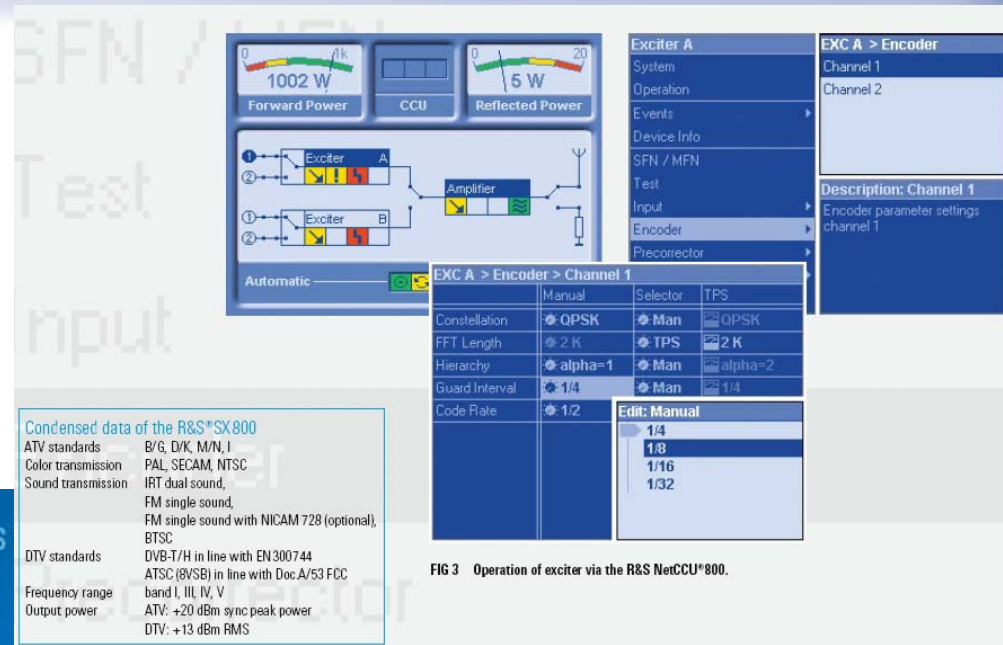 SFN / MFN
Test
Input
0 1k
1002 W
Forward Power
CCU
0 20
5 W
Reflected Power
1
2
Exciter A
!
1
2
Exciter B
Amplifier
Automatic
Exciter A
System
Operation
Events
Device Info
SFN / MFN
Test
Input
Encoder
Precorrector
EXC A > Encoder
Channel 1
Channel 2
Description: Channel 1
Encoder parameter settings
channel 1
EXC A > Encoder > Channel 1
Manual Selector TPS
Constellation QPSK Man QPSK
FFT Length 2 K TPS 2 K
Hierarchy alpha=1 Man alpha=2
Guard Interval 1/4 Man 1/4
Code Rate 1/2
Edit: Manual
1/4
1/8
1/16
1/32
FIG 3 Operation of exciter via the R&S NetCCU®800.
Condensed data of the R&S®SX800
ATV standards B/G, D/K, M/N, I
Color transmission PAL, SECAM, NTSC
Sound transmission IRT dual sound,
FM single sound,
FM single sound with NICAM 728 (optional),
BTSC
DTV standards DVB-T/H in line with EN 300744
ATSC (8VSB) in line with Doc.A/53 FCC
Frequency range band I, III, IV, V
Output power ATV: +20 dBm sync peak power
DTV: +13 dBm RMS